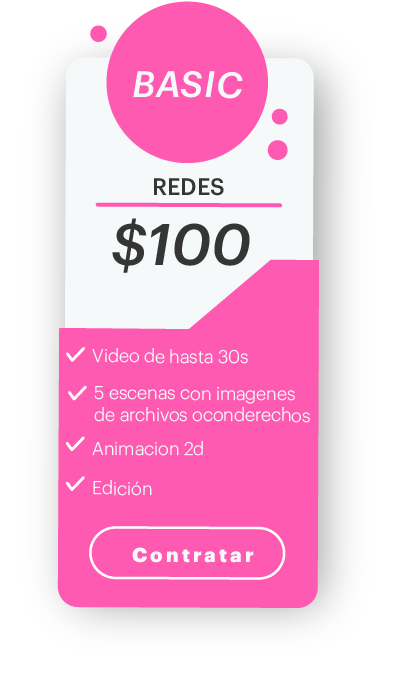 BASIC
REDES
$100
Video de hasta 30s
5 escenas con imagenes
de archivos oconderechos
Animacion 2d
Edición
Contratar